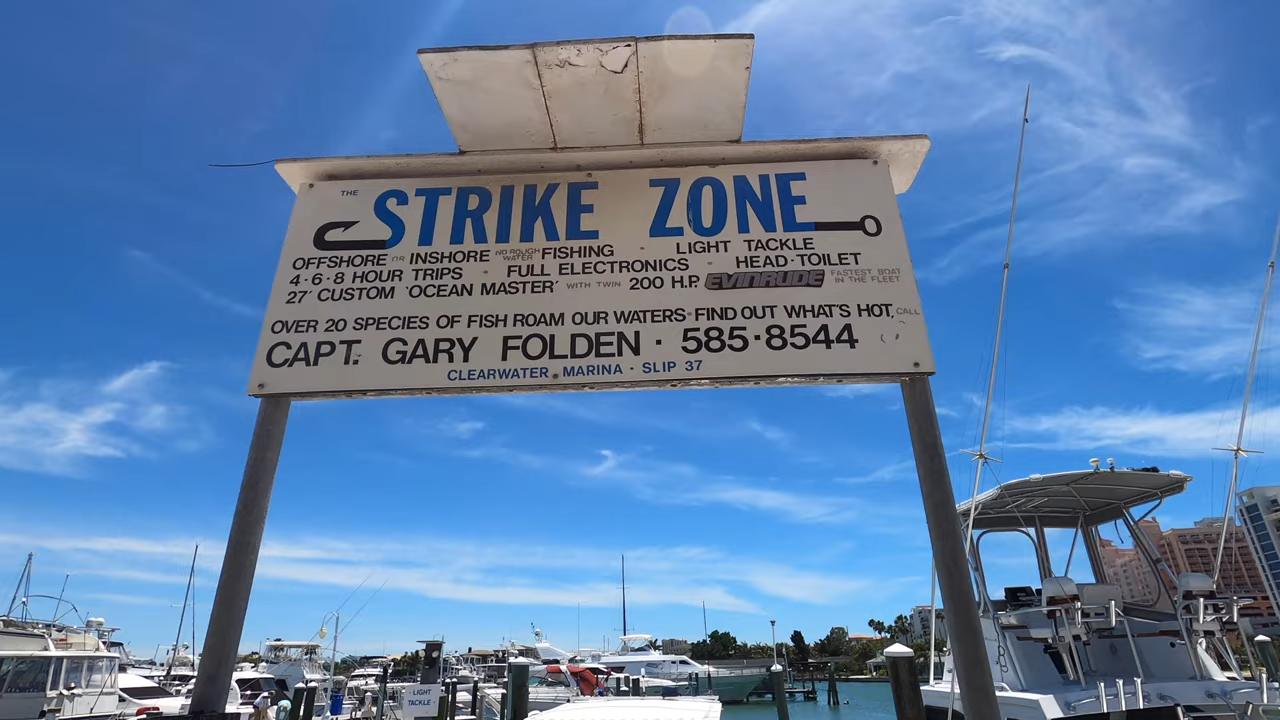 THE
STRIKE ZONE
OFFSHORE OR INSHORE NO ROUGH WATER FISHING · LIGHT TACKLE
4·6·8 HOUR TRIPS · FULL ELECTRONICS · HEAD·TOILET
27' CUSTOM 'OCEAN MASTER' WITH TWIN 200 H.P. EVINRUDE FASTEST BOAT IN THE FLEET
OVER 20 SPECIES OF FISH ROAM OUR WATERS·FIND OUT WHAT'S HOT, CALL
CAPT. GARY FOLDEN · 585·8544
CLEARWATER MARINA · SLIP 37
· LIGHT
TACKLE